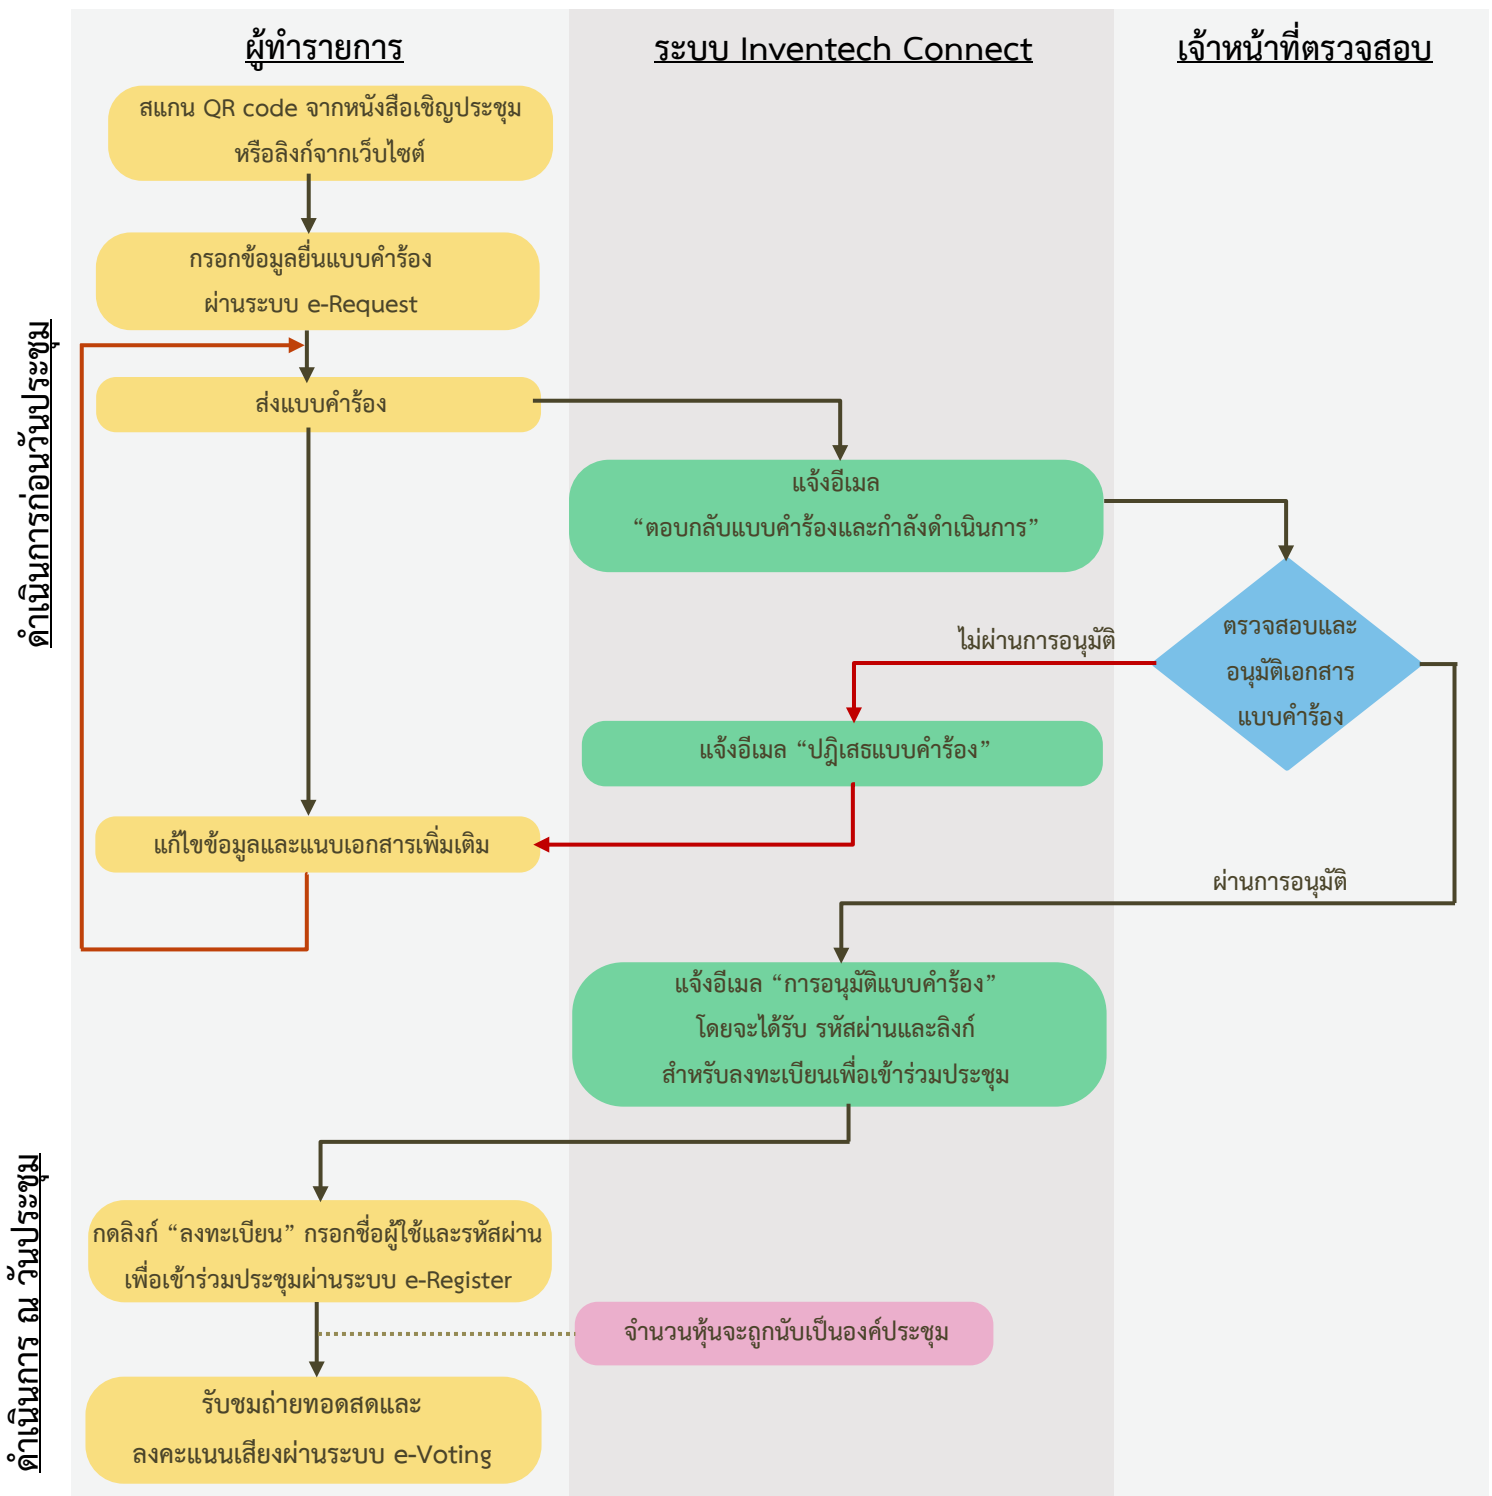 ผู้ทำรายการ
ระบบ Inventech Connect
เจ้าหน้าที่ตรวจสอบ
ดำเนินการก่อนวันประชุม
สแกน QR code จากหนังสือเชิญประชุม
หรือลิงก์จากเว็บไซต์
กรอกข้อมูลยื่นแบบคำร้อง
ผ่านระบบ e-Request
ส่งแบบคำร้อง
แจ้งอีเมล
“ตอบกลับแบบคำร้องและกำลังดำเนินการ”
ตรวจสอบและ
อนุมัติเอกสาร
แบบคำร้อง
ไม่ผ่านการอนุมัติ
แจ้งอีเมล “ปฎิเสธแบบคำร้อง”
แก้ไขข้อมูลและแนบเอกสารเพิ่มเติม
ผ่านการอนุมัติ
แจ้งอีเมล “การอนุมัติแบบคำร้อง”
โดยจะได้รับ รหัสผ่านและลิงก์
สำหรับลงทะเบียนเพื่อเข้าร่วมประชุม
ดำเนินการ ณ วันประชุม
กดลิงก์ “ลงทะเบียน” กรอกชื่อผู้ใช้และรหัสผ่าน
เพื่อเข้าร่วมประชุมผ่านระบบ e-Register
จำนวนหุ้นจะถูกนับเป็นองค์ประชุม
รับชมถ่ายทอดสดและ
ลงคะแนนเสียงผ่านระบบ e-Voting